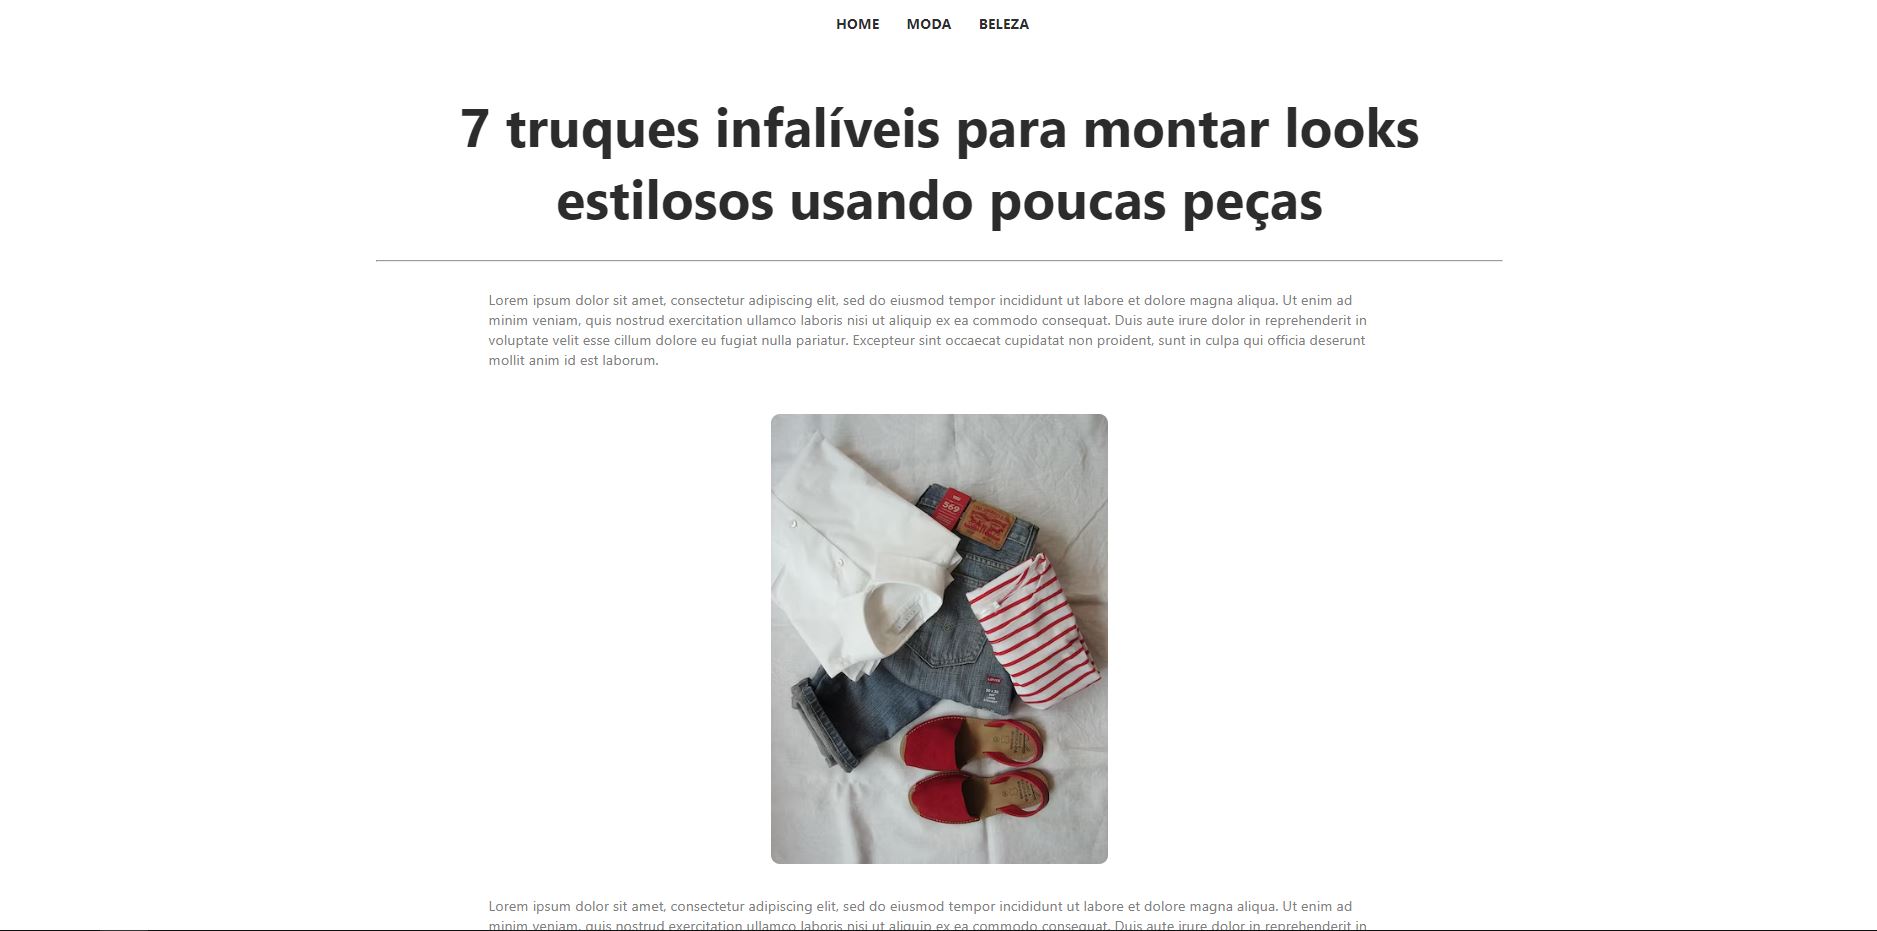 HOME MODA BELEZA
7 truques infalíveis para montar looks
estilosos usando poucas peças
Lorem ipsum dolor sit amet, consectetur adipiscing elit, sed do eiusmod tempor incididunt ut labore et dolore magna aliqua. Ut enim ad
minim veniam, quis nostrud exercitation ullamco laboris nisi ut aliquip ex ea commodo consequat. Duis aute irure dolor in reprehenderit in
voluptate velit esse cillum dolore eu fugiat nulla pariatur. Excepteur sint occaecat cupidatat non proident, sunt in culpa qui officia deserunt
mollit anim id est laborum.
569
Lorem ipsum dolor sit amet, consectetur adipiscing elit, sed do eiusmod tempor incididunt ut labore et dolore magna aliqua. Ut enim ad
minim veniam, quis nostrud exercitation ullamco laboris nisi ut aliquip ex ea commodo consequat. Duis aute irure dolor in reprehenderit in